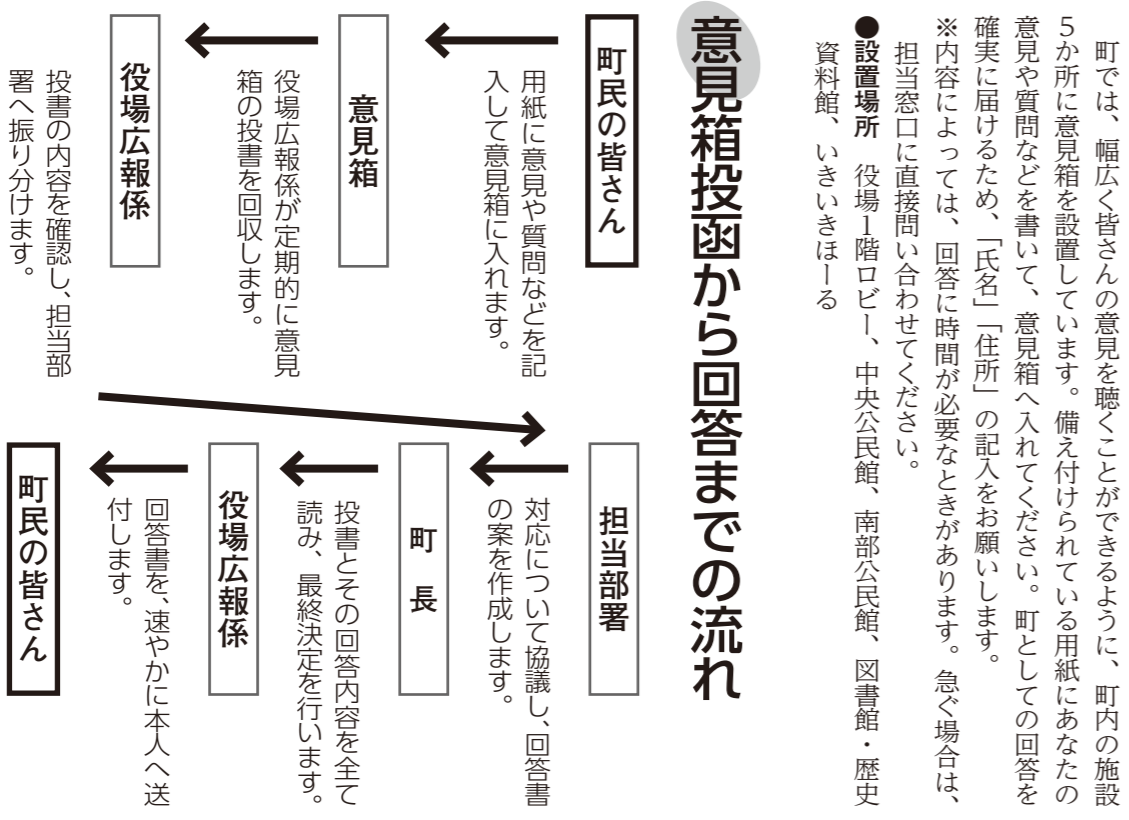 町では、幅広く皆さんの意見を聴くことができるように、町内の施設
5か所に意見箱を設置しています。備え付けられている用紙にあなたの
意見や質問などを書いて、意見箱へ入れてください。町としての回答を
確実に届けるため、「氏名」「住所」の記入をお願いします。
※内容によっては、回答に時間が必要なときがあります。急ぐ場合は、
担当窓口に直接問い合わせてください。
●設置場所　役場1階ロビー、中央公民館、南部公民館、図書館・歴史
資料館、いきいきほーる
意見箱投函から回答までの流れ
町民の皆さん
用紙に意見や質問などを記
入して意見箱に入れます。
意見箱
役場広報係が定期的に意見
箱の投書を回収します。
役場広報係
投書の内容を確認し、担当部
署へ振り分けます。
担当部署
対応について協議し、回答書
の案を作成します。
町　長
投書とその回答内容を全て
読み、最終決定を行います。
役場広報係
回答書を、速やかに本人へ送
付します。
町民の皆さん